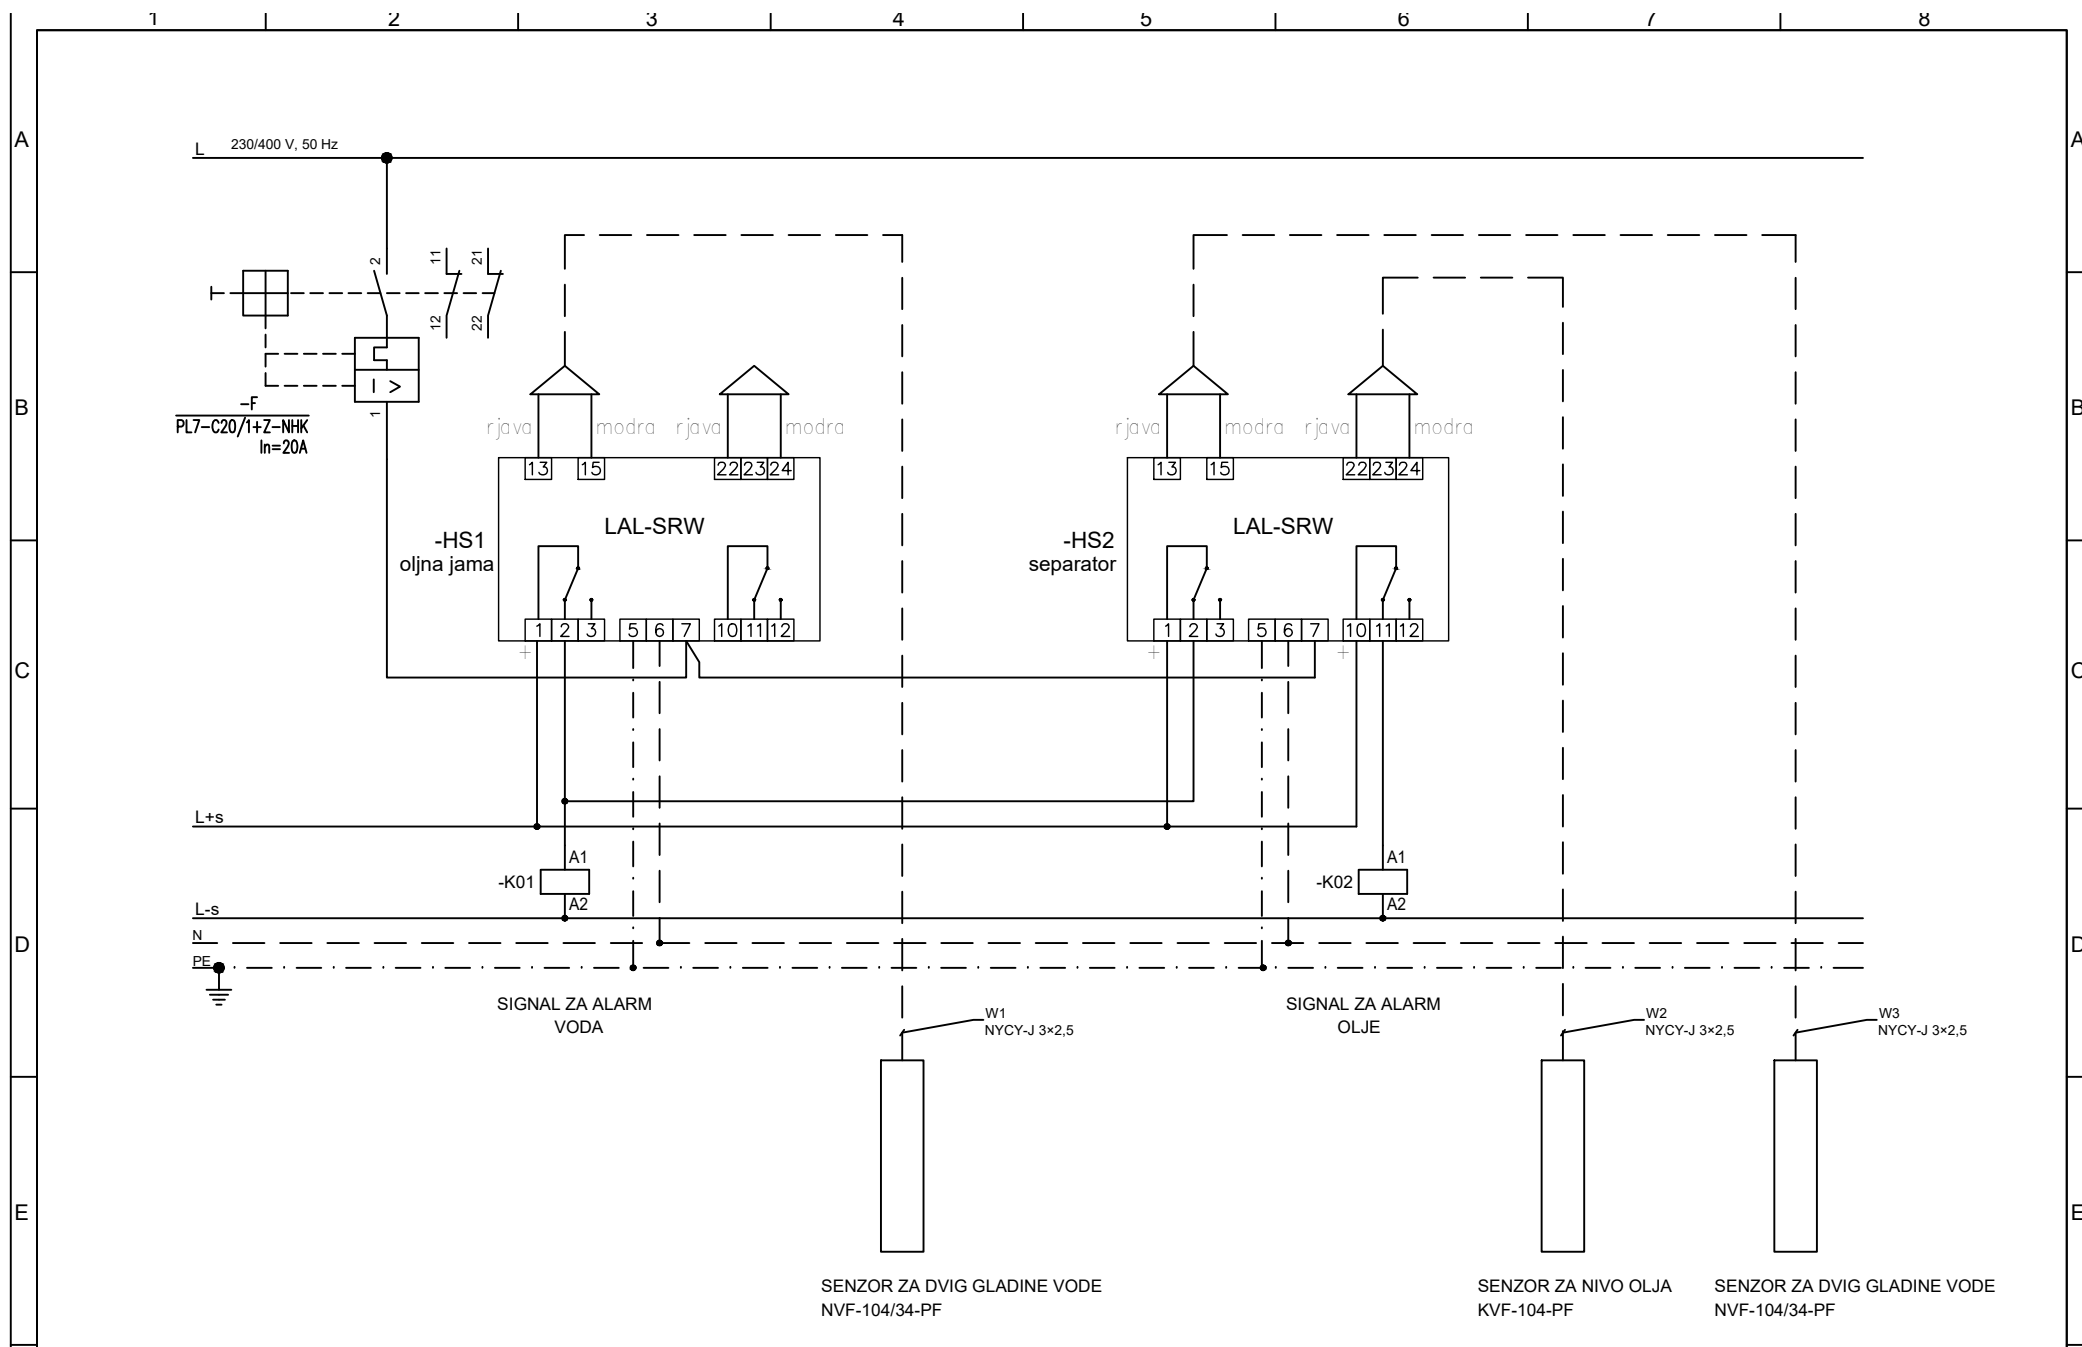 1 2 3 4 5 6 7 8
A A
L 230/400 V, 50 Hz
2 11 21
12 22
I >
1
B B
-F
PL7-C20/1+Z-NHK
In=20A
rjava modra rjava modra rjava modra rjava modra
13 15 22 23 24 13 15 22 23 24
LAL-SRW LAL-SRW
-HS1 -HS2
oljna jama separator
1 2 3 5 6 7 10 11 12 1 2 3 5 6 7 10 11 12
+ + +
C C
L+s
A1 A1
-K01 -K02
A2 A2
L-s
N
D D
PE
SIGNAL ZA ALARM
VODA
SIGNAL ZA ALARM
OLJE
W1
NYCY-J 3×2,5
W2
NYCY-J 3×2,5
W3
NYCY-J 3×2,5
E E
SENZOR ZA DVIG GLADINE VODE
NVF-104/34-PF
SENZOR ZA NIVO OLJA
KVF-104-PF
SENZOR ZA DVIG GLADINE VODE
NVF-104/34-PF